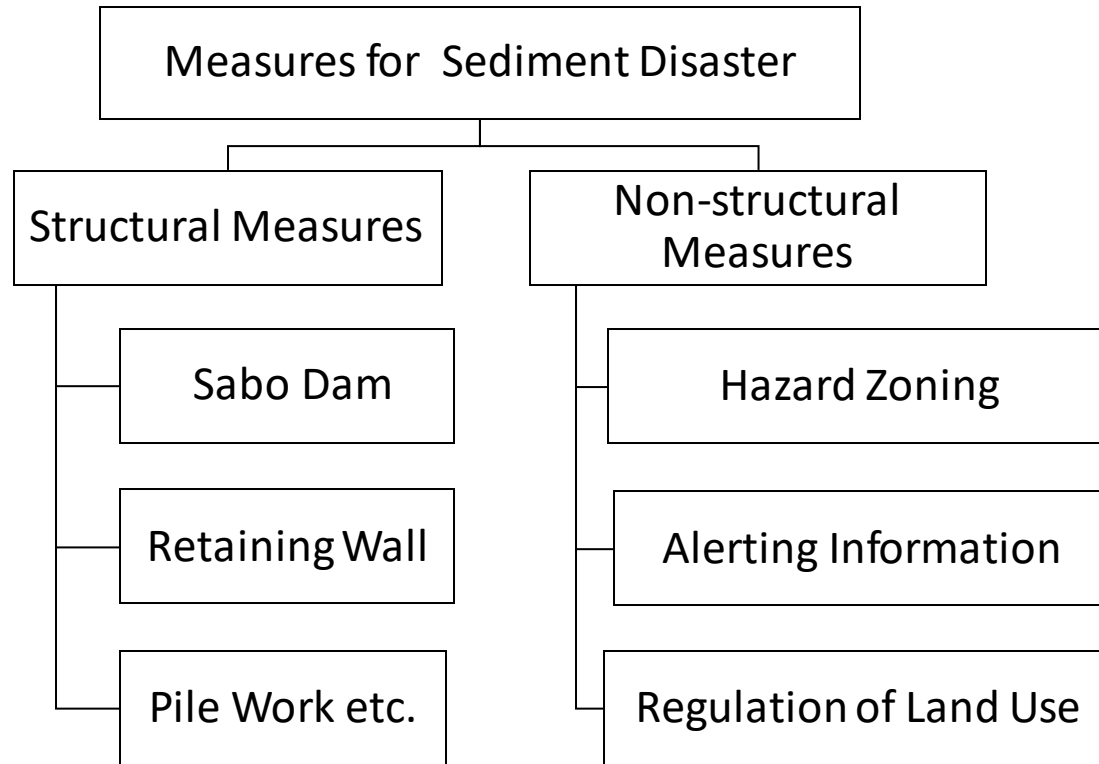 Measures for Sediment Disaster
Structural Measures
Non-structural
Measures
Sabo Dam
Hazard Zoning
Retaining Wall
Alerting Information
Pile Work etc.
Regulation of Land Use